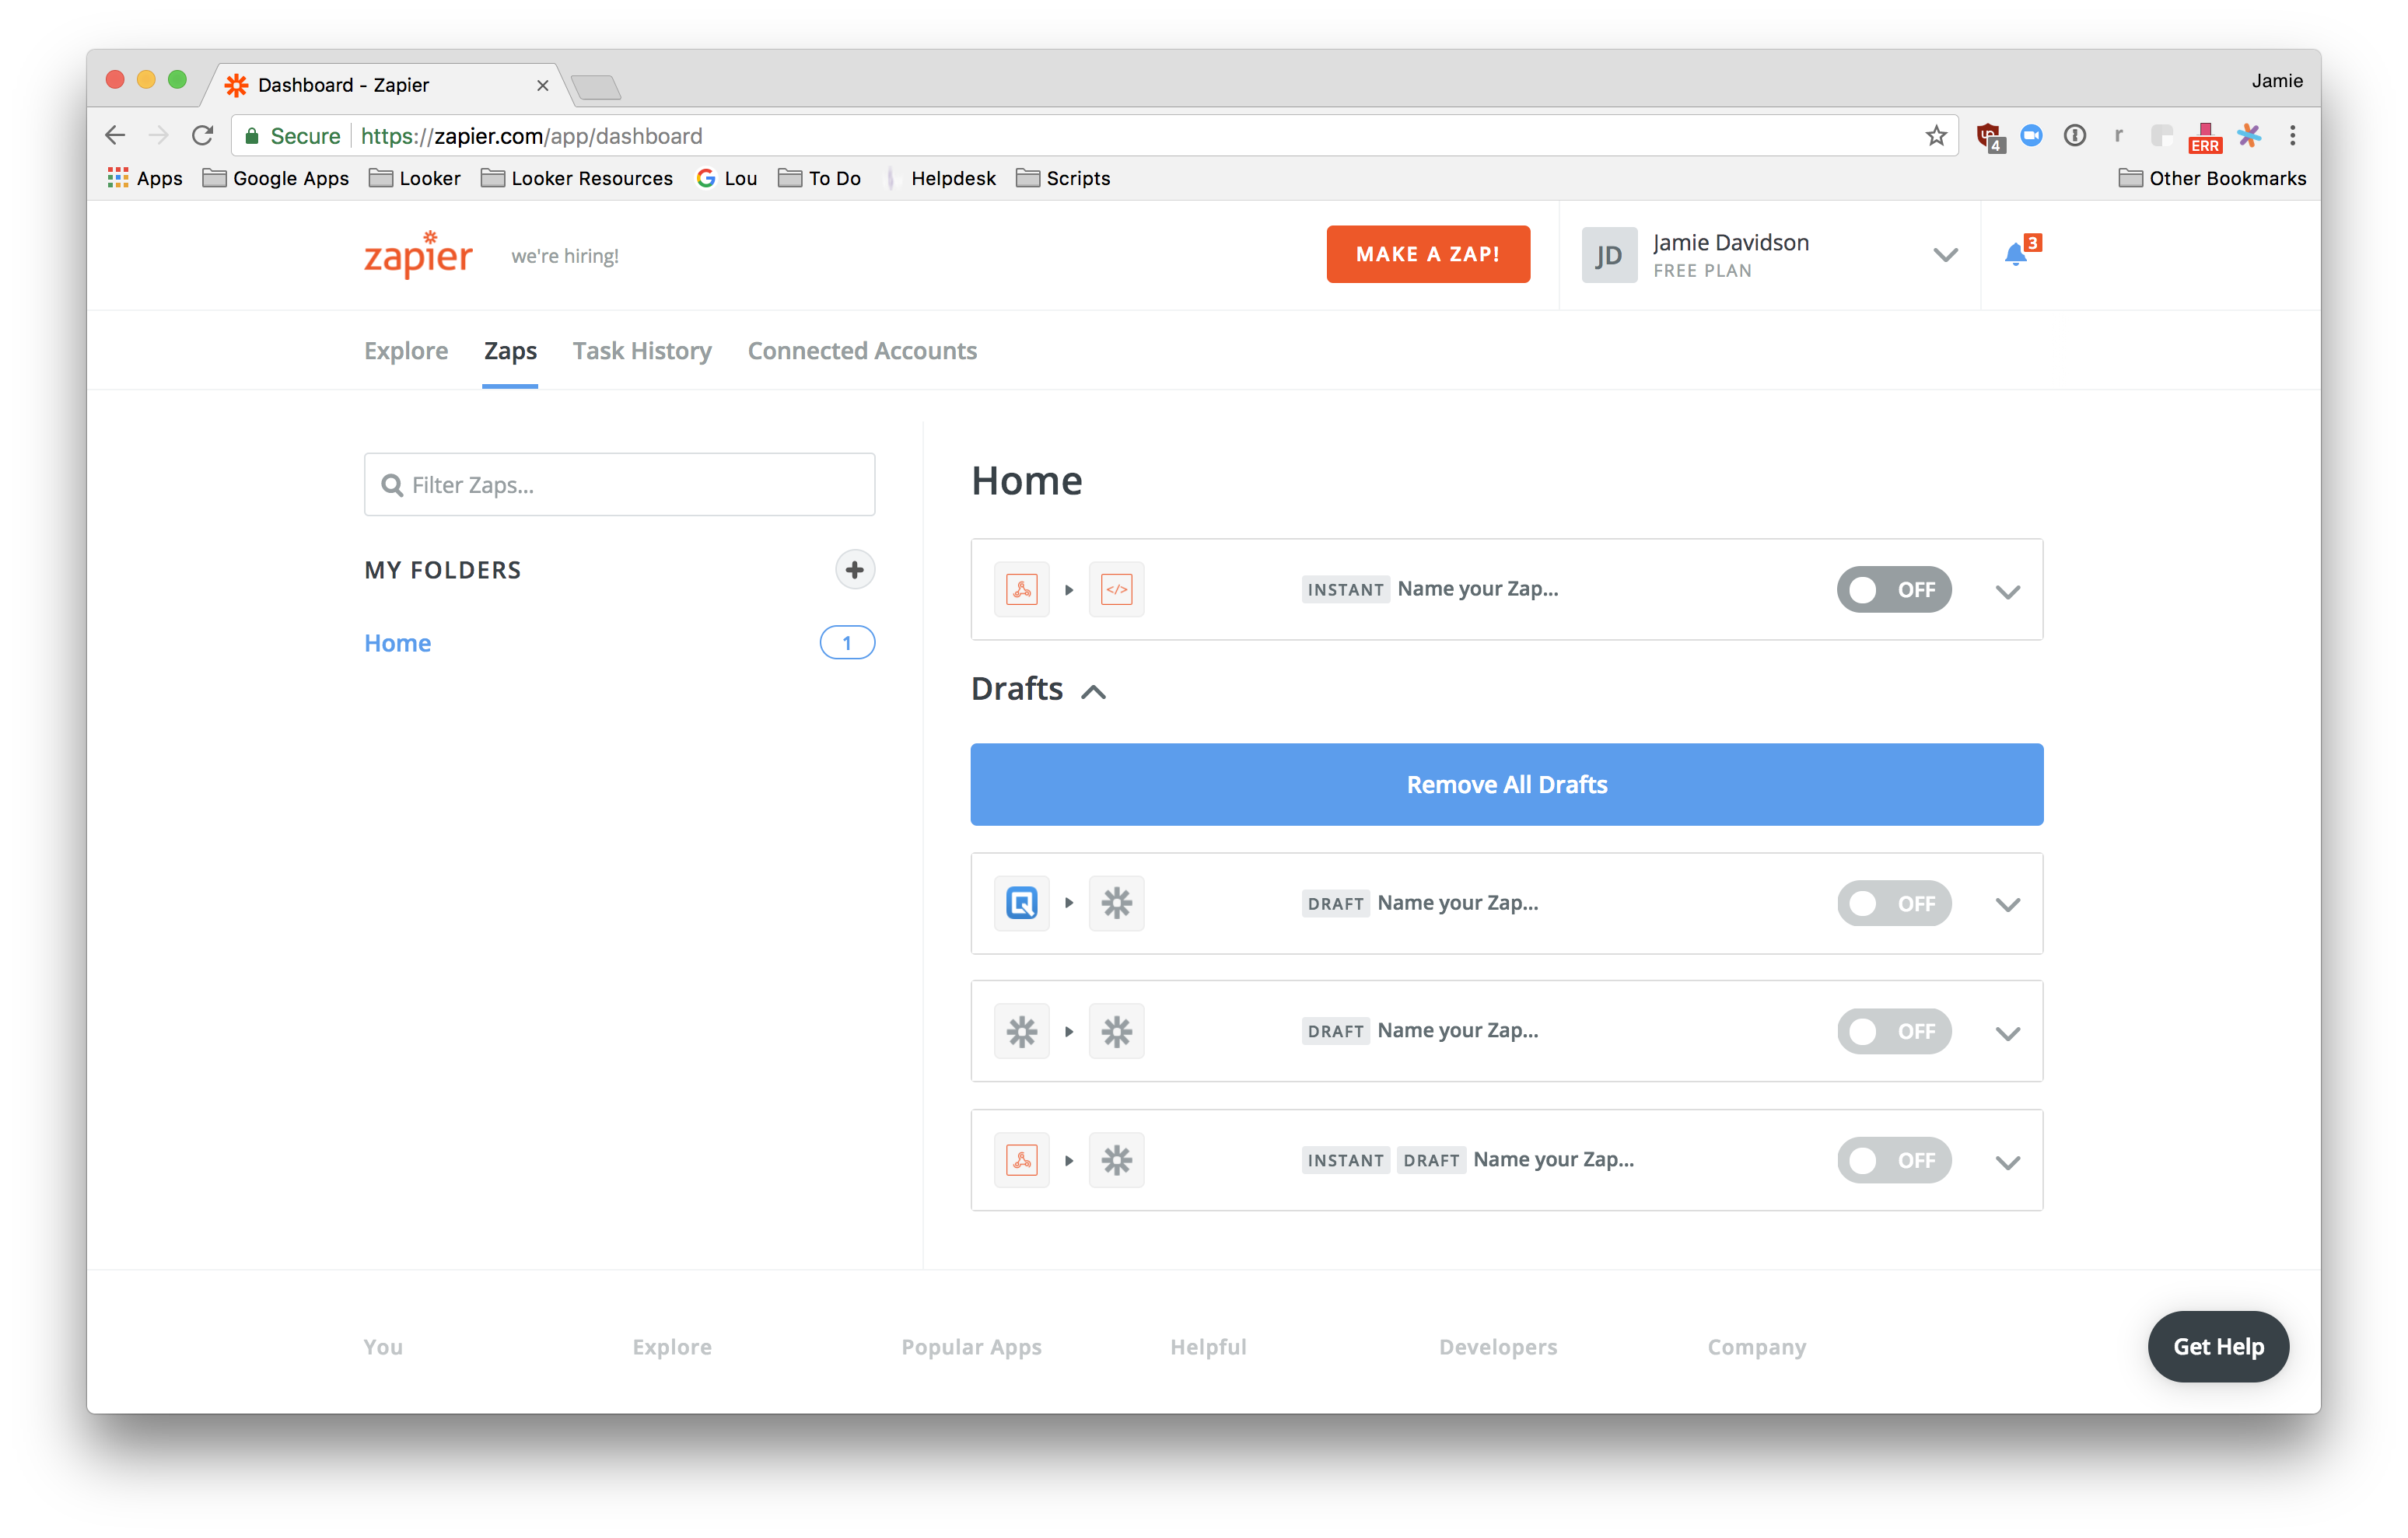 Dashboard - Zapier
Jamie
Secure https://zapier.com/app/dashboard
4
r
ERR
Apps Google Apps Looker Looker Resources Lou To Do Helpdesk Scripts Other Bookmarks
zapier we're hiring!
MAKE A ZAP!
JD
Jamie Davidson
FREE PLAN
3
Explore Zaps Task History Connected Accounts
Filter Zaps...
MY FOLDERS
Home 1
Home
</> INSTANT Name your Zap... OFF
Drafts
Remove All Drafts
DRAFT Name your Zap... OFF
DRAFT Name your Zap... OFF
INSTANT DRAFT Name your Zap... OFF
You Explore Popular Apps Helpful Developers Company
Get Help